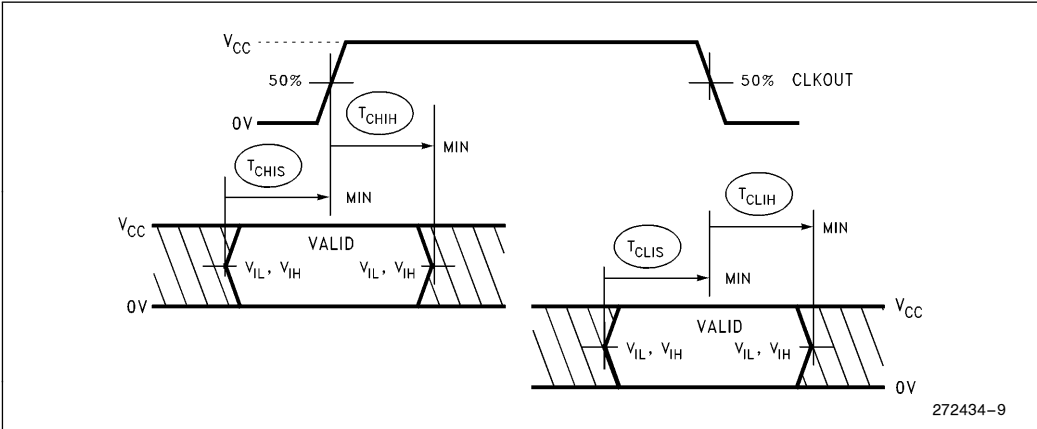 VCC
50% 50% CLKOUT
TCHIH
0V
MIN
TCHIS
MIN
TCLIH
VCC
MIN
VALID
TCLIS
VIL, VIH VIL, VIH
MIN
0V
VCC
VALID
VIL, VIH VIL, VIH
0V
272434–9